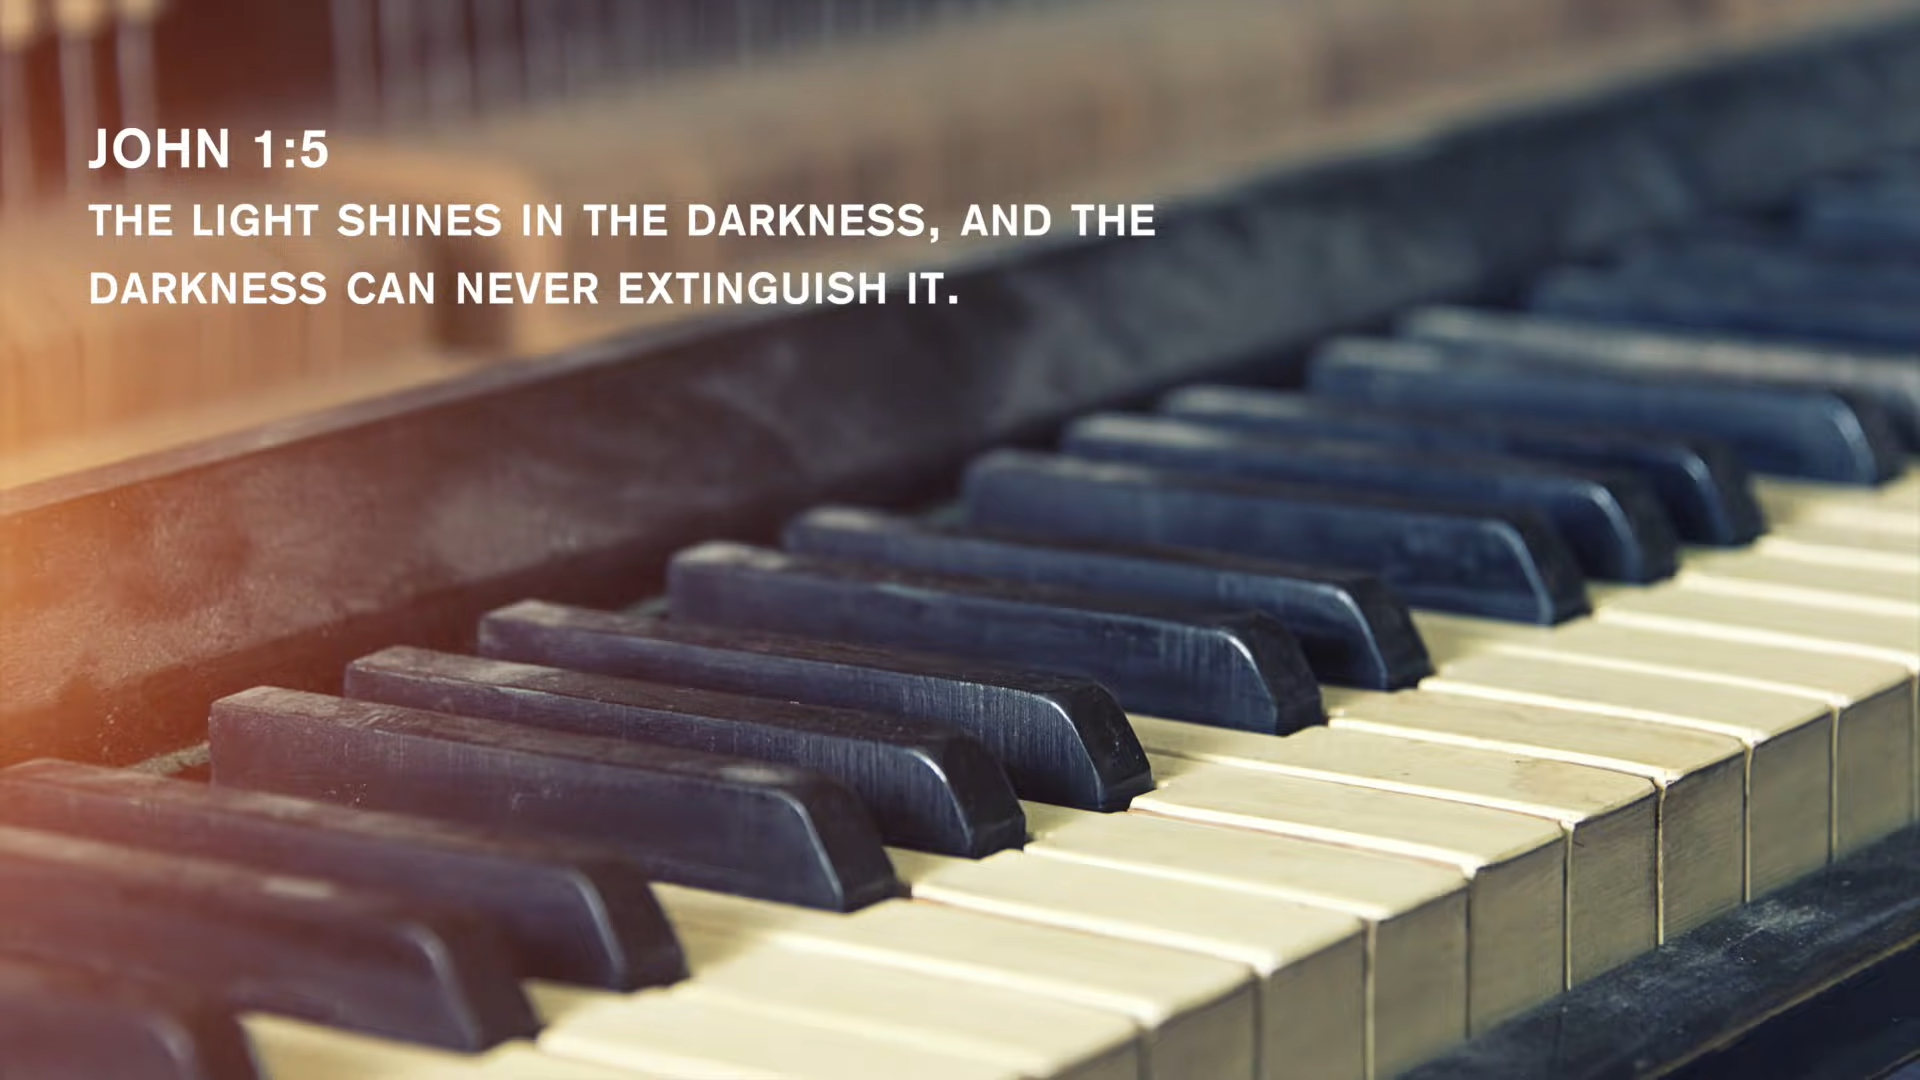 JOHN 1:5
THE LIGHT SHINES IN THE DARKNESS, AND THE
DARKNESS CAN NEVER EXTINGUISH IT.